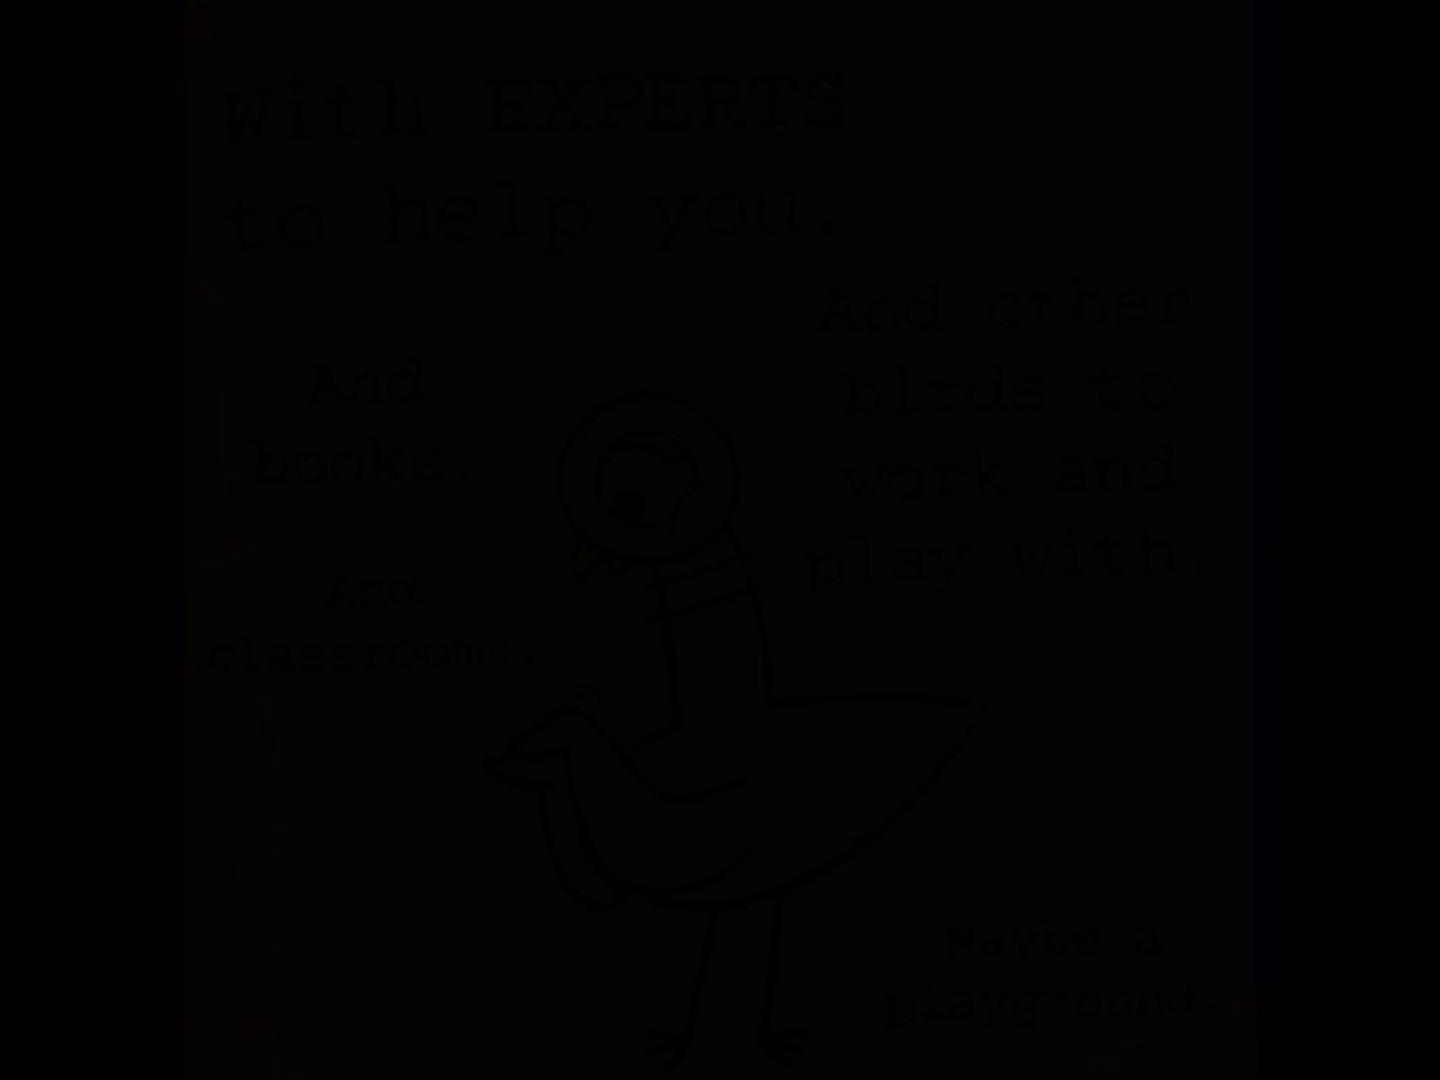 With EXPERTS
to help you.
And
books.
And
classrooms.
And other
birds to
work and
play with.
Maybe a
playground.